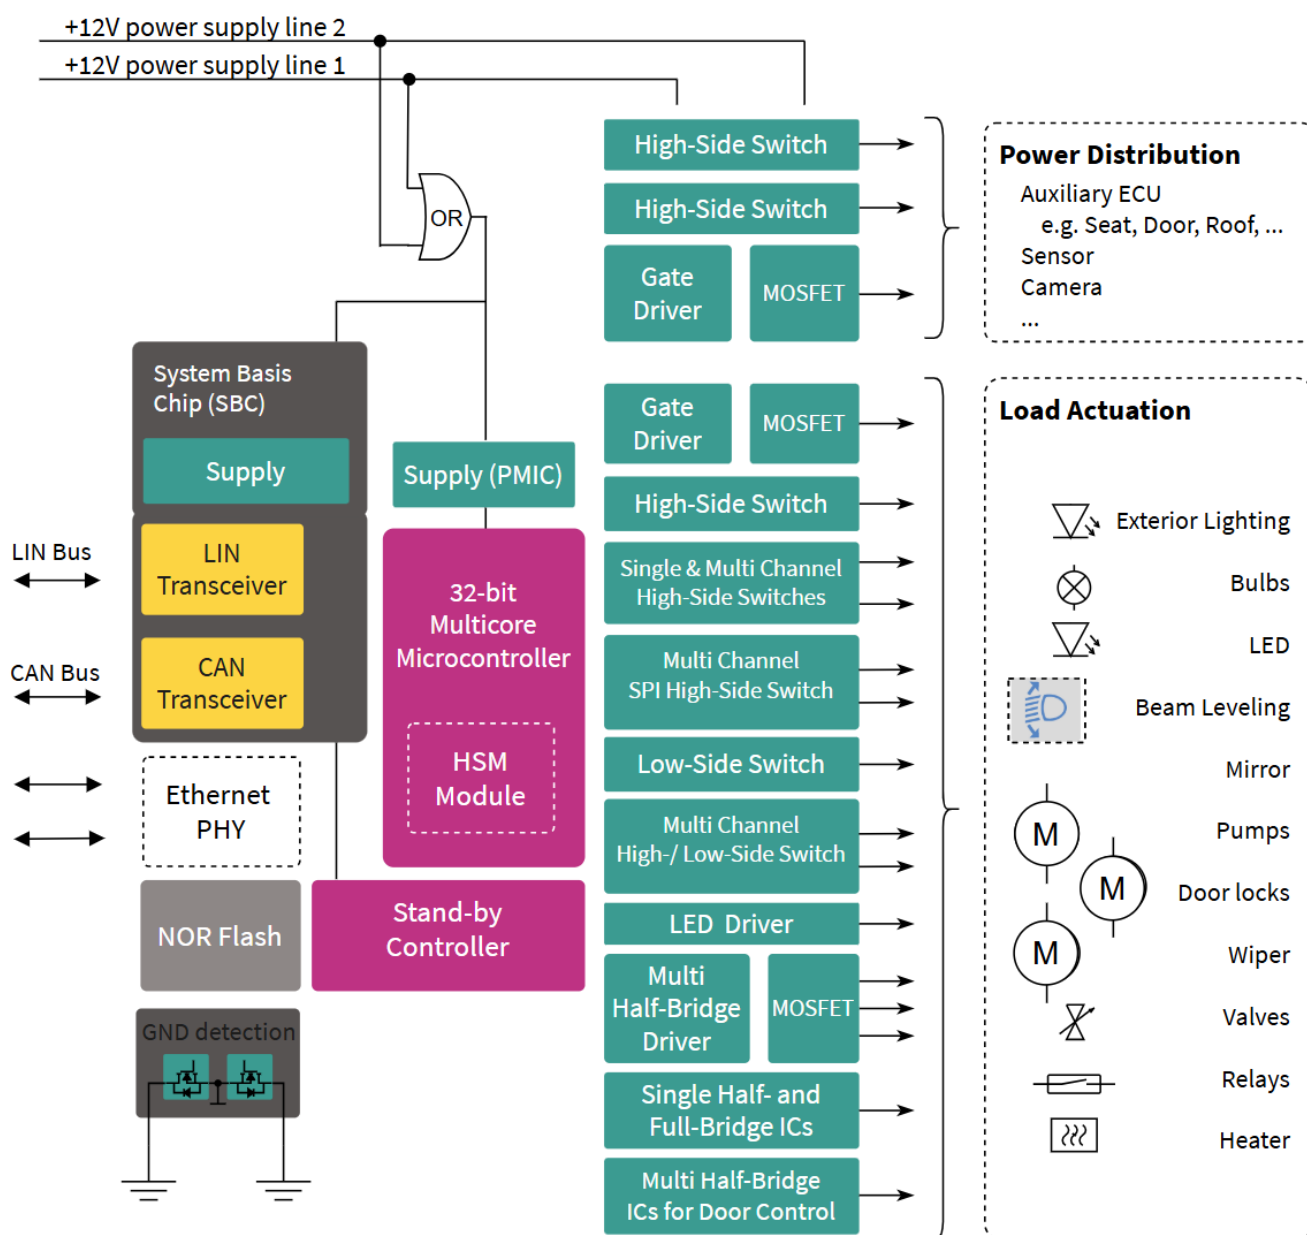 +12V power supply line 2
+12V power supply line 1
OR
High-Side Switch
High-Side Switch
Gate
Driver
MOSFET
Power Distribution
Auxiliary ECU
e.g. Seat, Door, Roof, ...
Sensor
Camera
...
System Basis
Chip (SBC)
Supply
LIN Bus
LIN
Transceiver
CAN Bus
CAN
Transceiver
Ethernet
PHY
NOR Flash
GND detection
Supply (PMIC)
32-bit
Multicore
Microcontroller
HSM
Module
Stand-by
Controller
Gate
Driver
MOSFET
High-Side Switch
Single & Multi Channel
High-Side Switches
Multi Channel
SPI High-Side Switch
Low-Side Switch
Multi Channel
High-/ Low-Side Switch
LED Driver
Multi
Half-Bridge
Driver
MOSFET
Single Half- and
Full-Bridge ICs
Multi Half-Bridge
ICs for Door Control
Load Actuation
Exterior Lighting
Bulbs
LED
Beam Leveling
Mirror
M
Pumps
M
Door locks
M
Wiper
Valves
Relays
Heater